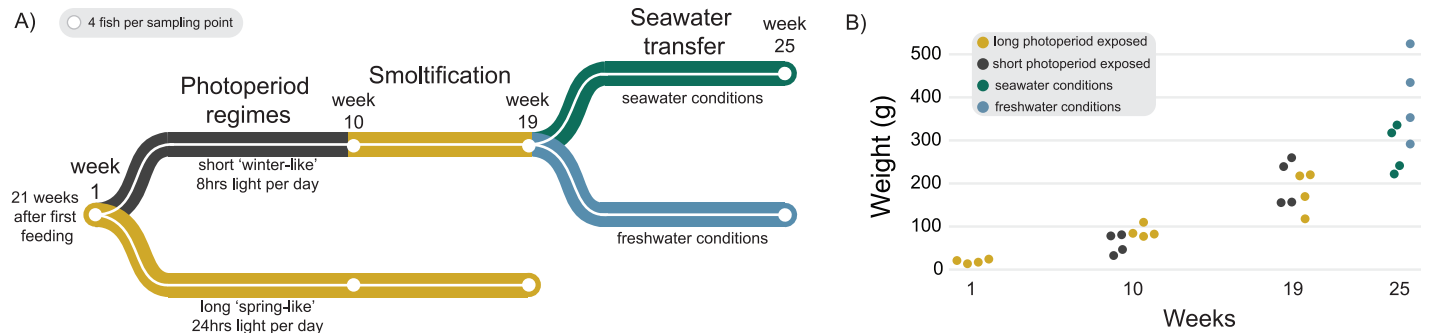 A)
4 fish per sampling point
Photoperiod
regimes
Smoltification
Seawater
transfer
week
25
week
10
week
19
seawater conditions
week
1
short 'winter-like'
8hrs light per day
21 weeks
after first
feeding
freshwater conditions
long 'spring-like'
24hrs light per day
B)
long photoperiod exposed
short photoperiod exposed
seawater conditions
freshwater conditions
Weight (g)
500
400
300
200
100
0
1
10
19
25
Weeks